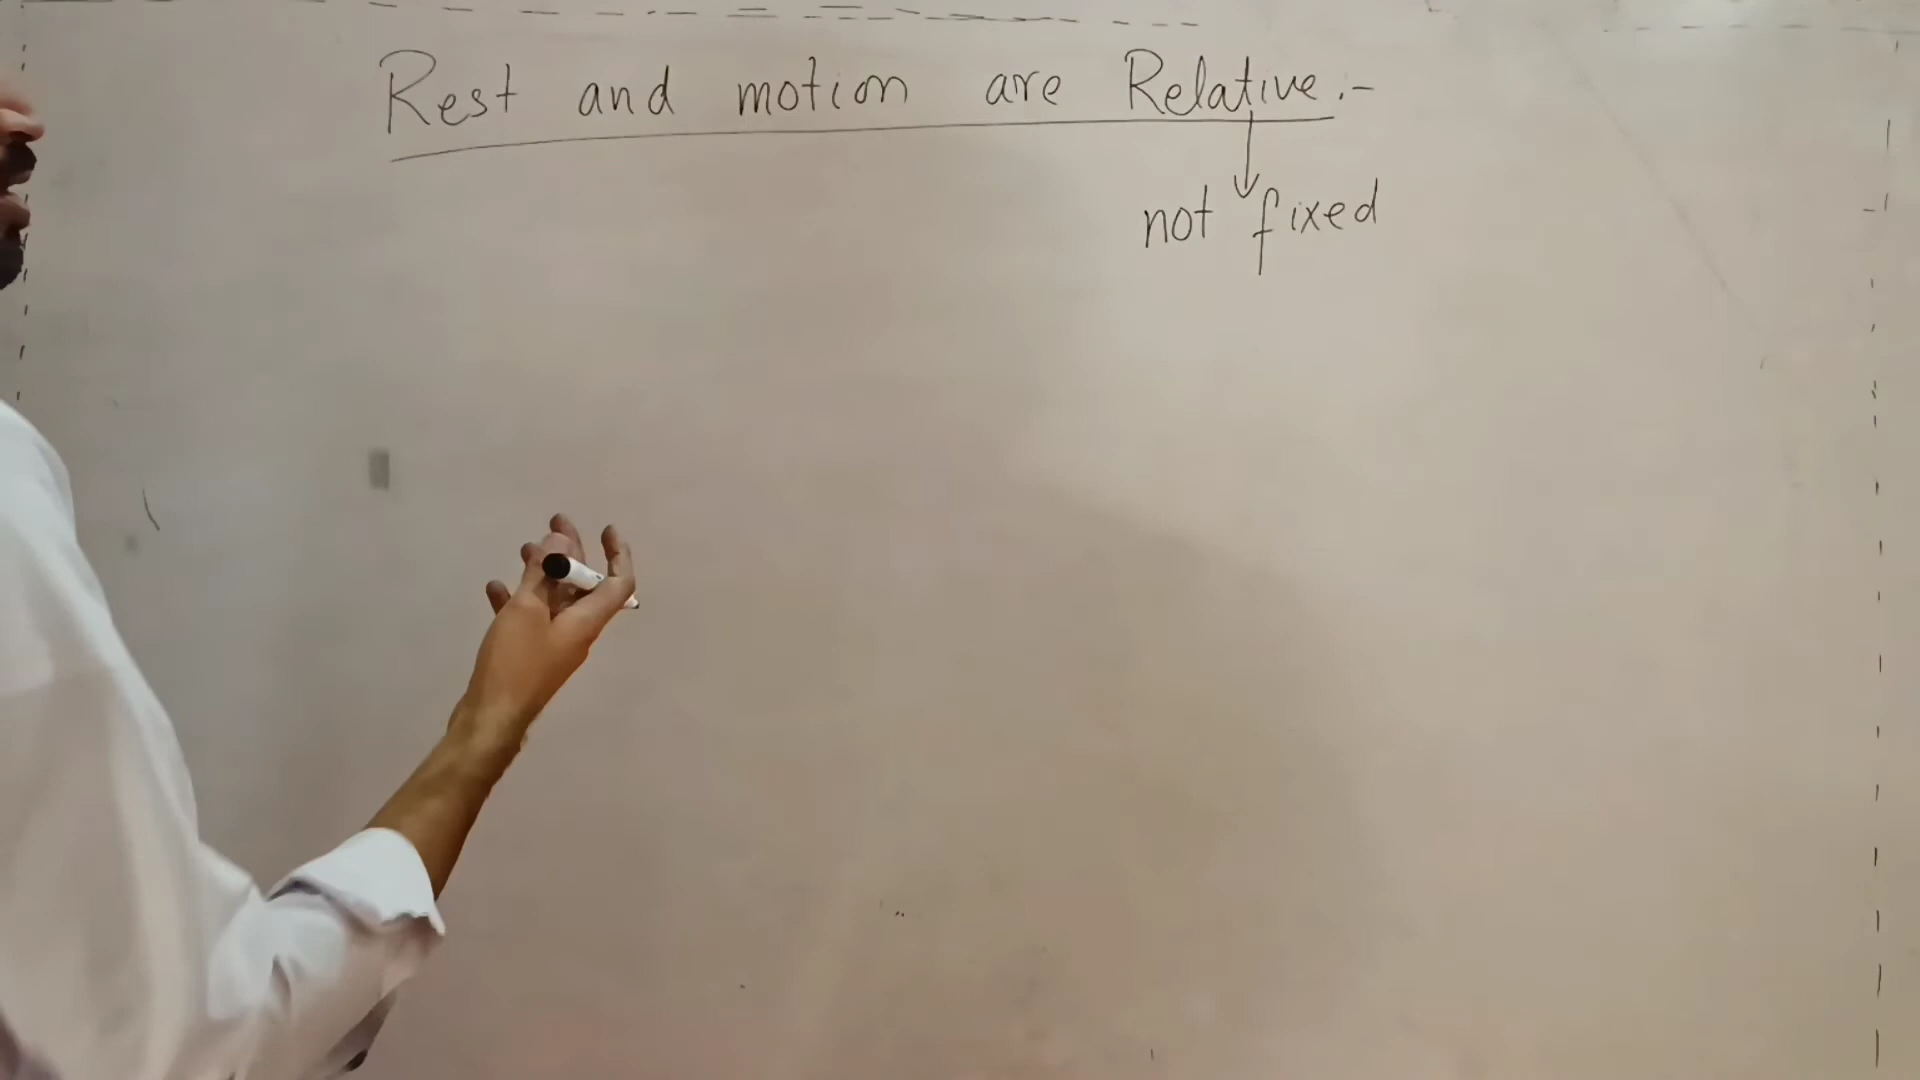 Rest and motion are Relative :-
not fixed